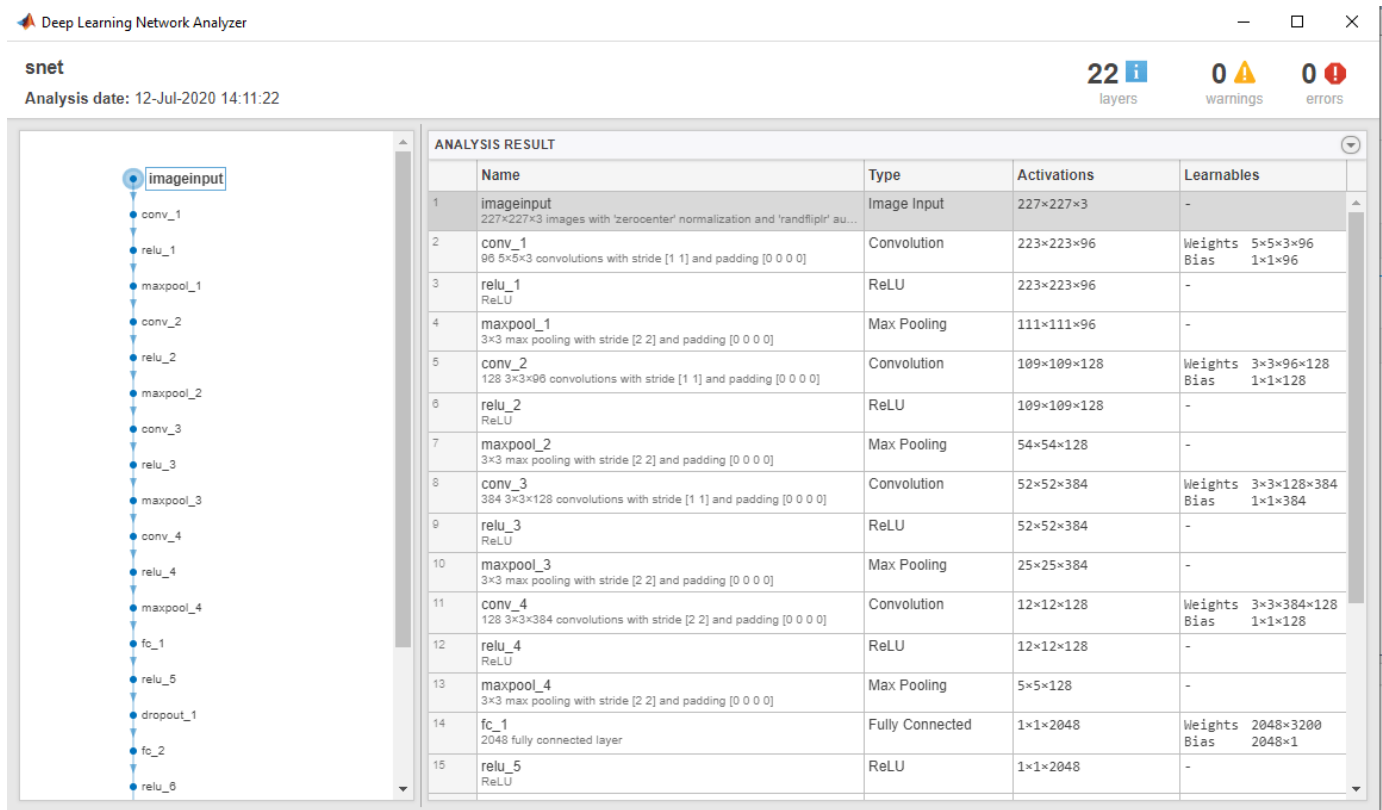 Deep Learning Network Analyzer
snet
Analysis date: 12-Jul-2020 14:11:22
22 i
layers
0
warnings
0
errors
imageinput
conv_1
relu_1
maxpool_1
conv_2
relu_2
maxpool_2
conv_3
relu_3
maxpool_3
conv_4
relu_4
maxpool_4
fc_1
relu_5
dropout_1
fc_2
relu_6
ANALYSIS RESULT
Name Type Activations Learnables
1 imageinput Image Input 227×227×3 -
227×227×3 images with 'zerocenter' normalization and 'randfliplr' au...
2 conv_1 Convolution 223×223×96 Weights 5×5×3×96
96 5×5×3 convolutions with stride [1 1] and padding [0 0 0 0] Bias 1×1×96
3 relu_1 ReLU 223×223×96 -
ReLU
4 maxpool_1 Max Pooling 111×111×96 -
3×3 max pooling with stride [2 2] and padding [0 0 0 0]
5 conv_2 Convolution 109×109×128 Weights 3×3×96×128
128 3×3×96 convolutions with stride [1 1] and padding [0 0 0 0] Bias 1×1×128
6 relu_2 ReLU 109×109×128 -
ReLU
7 maxpool_2 Max Pooling 54×54×128 -
3×3 max pooling with stride [2 2] and padding [0 0 0 0]
8 conv_3 Convolution 52×52×384 Weights 3×3×128×384
384 3×3×128 convolutions with stride [1 1] and padding [0 0 0 0] Bias 1×1×384
9 relu_3 ReLU 52×52×384 -
ReLU
10 maxpool_3 Max Pooling 25×25×384 -
3×3 max pooling with stride [2 2] and padding [0 0 0 0]
11 conv_4 Convolution 12×12×128 Weights 3×3×384×128
128 3×3×384 convolutions with stride [2 2] and padding [0 0 0 0] Bias 1×1×128
12 relu_4 ReLU 12×12×128 -
ReLU
13 maxpool_4 Max Pooling 5×5×128 -
3×3 max pooling with stride [2 2] and padding [0 0 0 0]
14 fc_1 Fully Connected 1×1×2048 Weights 2048×3200
2048 fully connected layer Bias 2048×1
15 relu_5 ReLU 1×1×2048 -
ReLU